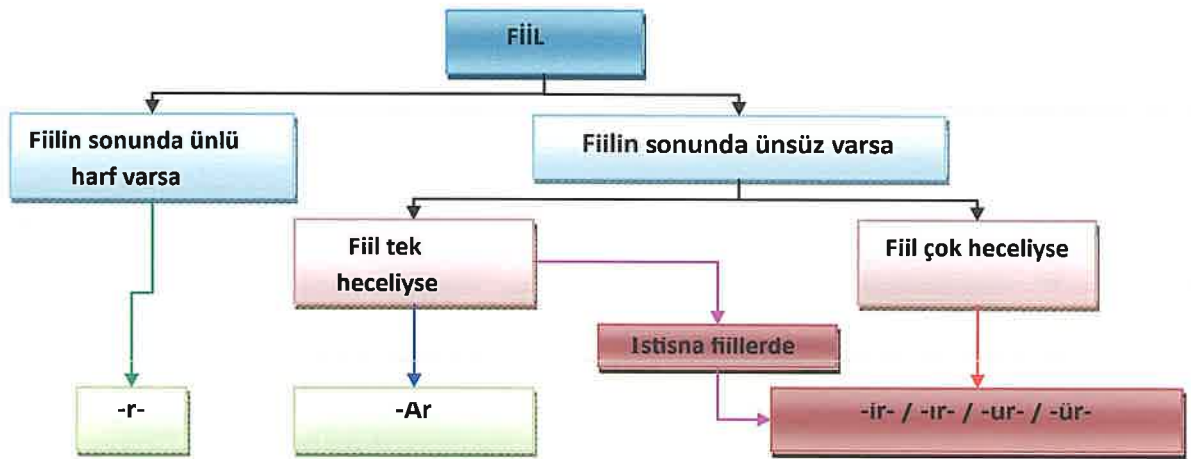 FİİL
Fiilin sonunda ünlü
harf varsa
Fiilin sonunda ünsüz varsa
Fiil tek
heceliyse
Fiil çok heceliyse
Istisna fiillerde
-r-
-Ar
-ir- / -ır- / -ur- / -ür-